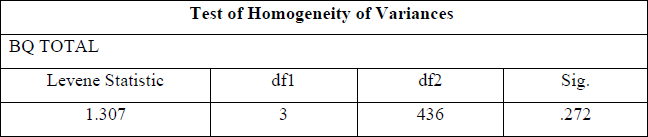 Test of Homogeneity of Variances
BQ TOTAL
Levene Statistic df1 df2 Sig.
1.307 3 436 .272